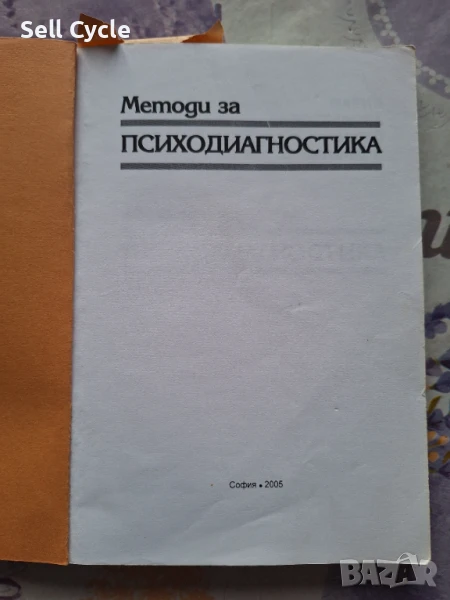 Sell Cycle
Методи за
ПСИХОДИАГНОСТИКА
София • 2005
BAZAR